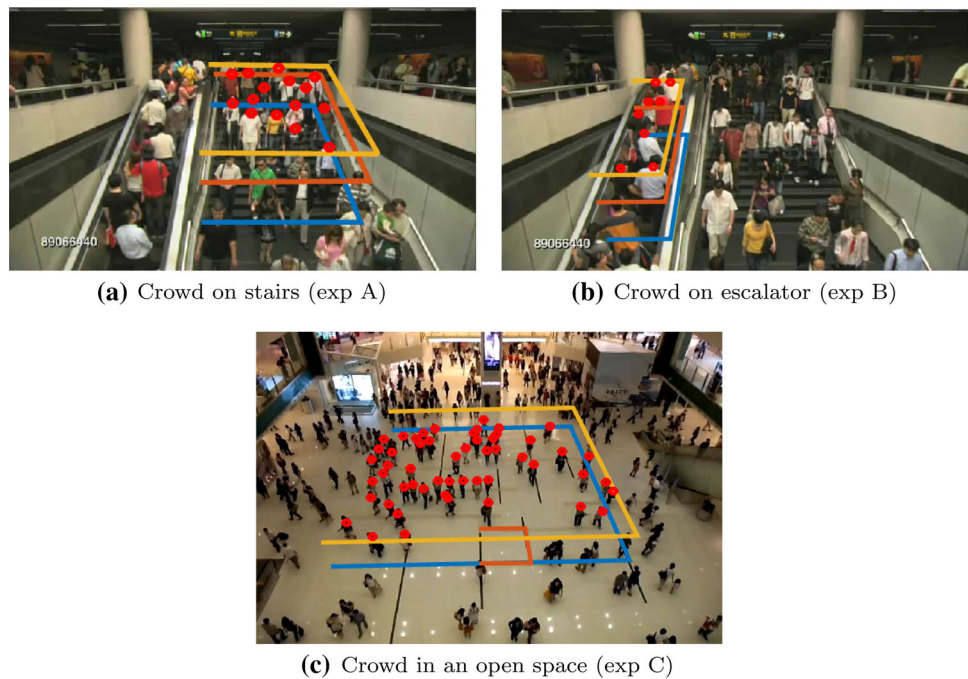 89066440
89066440
(a) Crowd on stairs (exp A)
(b) Crowd on escalator (exp B)
(c) Crowd in an open space (exp C)